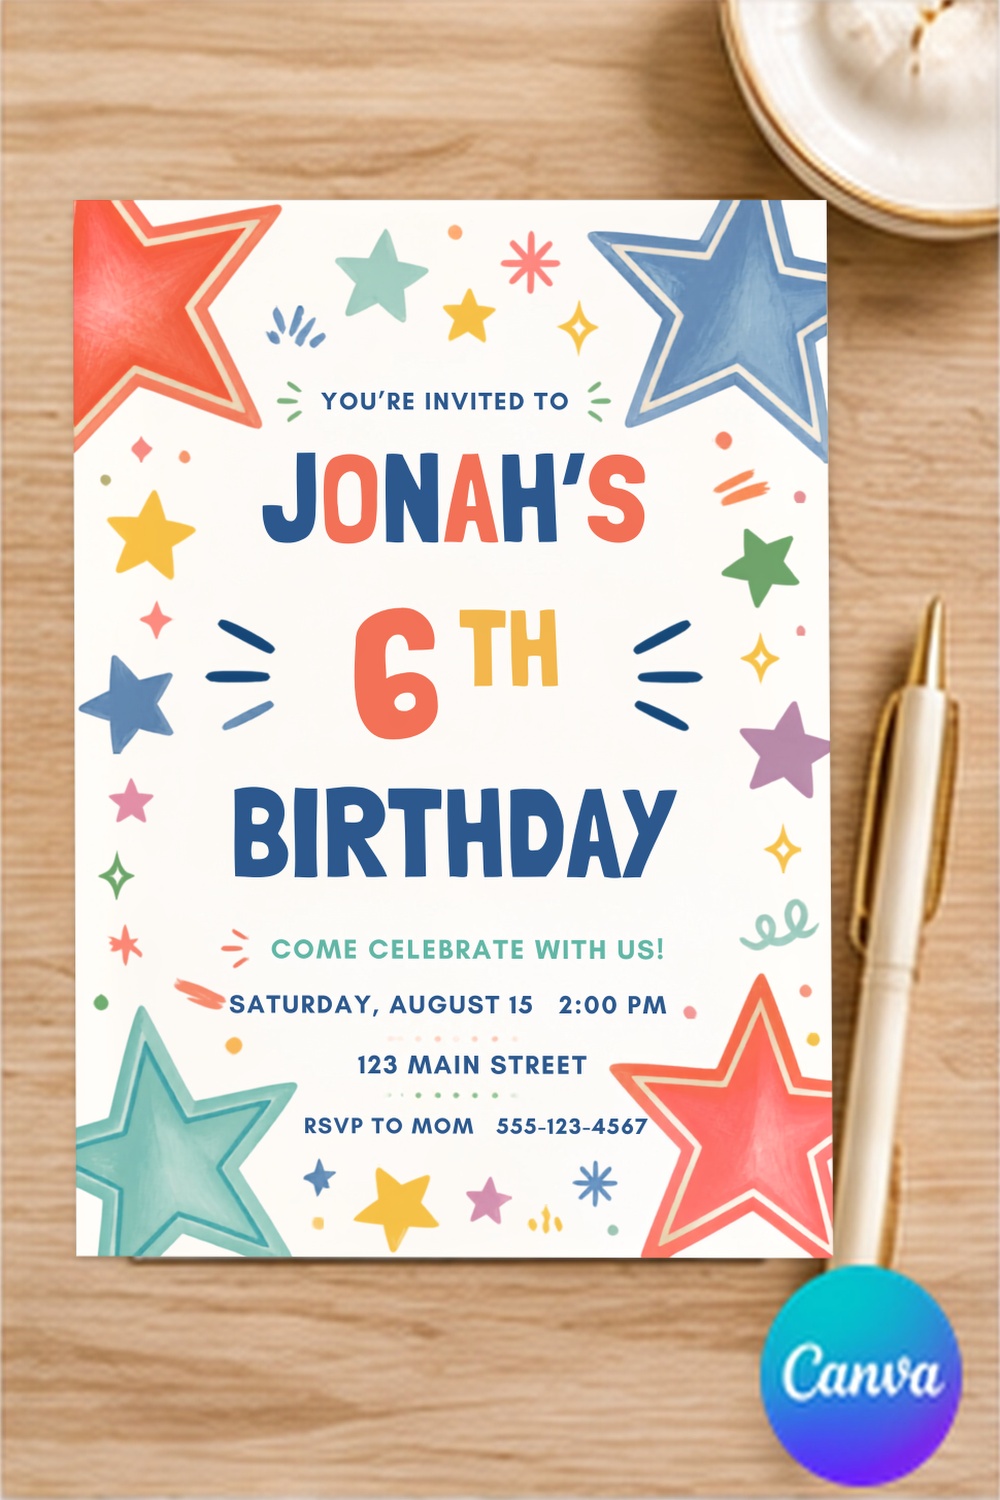 YOU'RE INVITED TO
JONAH'S
6TH
BIRTHDAY
COME CELEBRATE WITH US!
SATURDAY, AUGUST 15 2:00 PM
123 MAIN STREET
RSVP TO MOM 555-123-4567
Canva